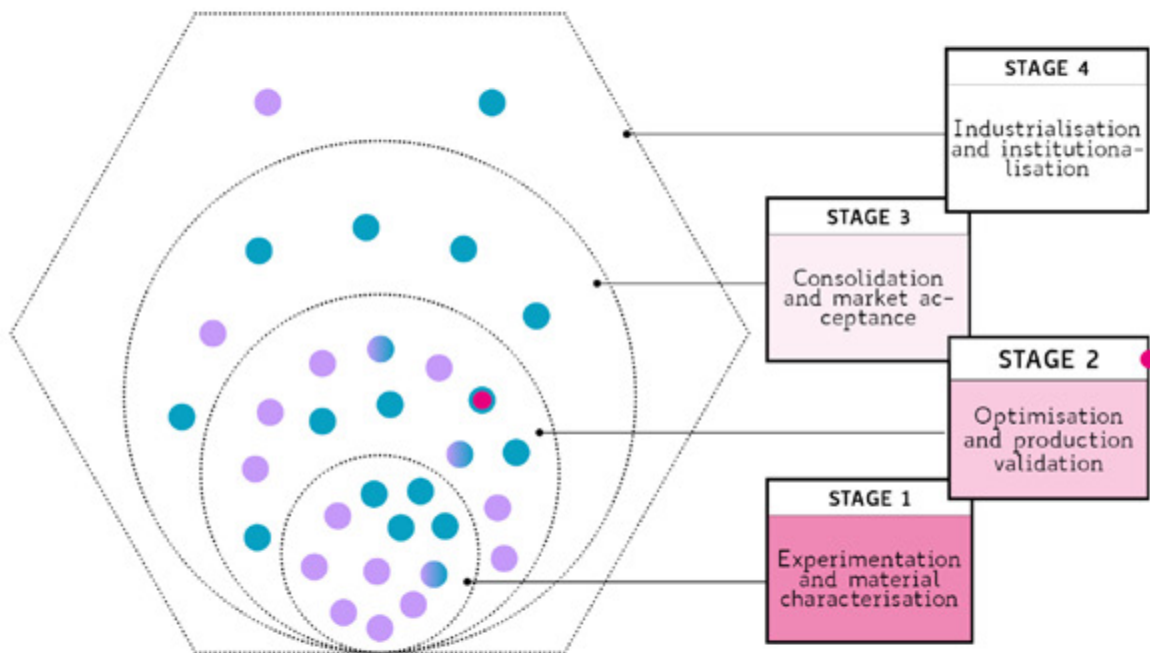 STAGE 4
Industrialisation
and institutiona-
lisation
STAGE 3
Consolidation
and market ac-
ceptance
STAGE 2
Optimisation
and production
validation
STAGE 1
Experimentation
and material
characterisation